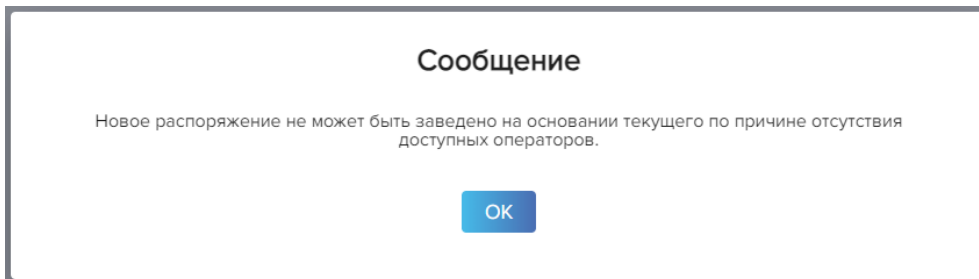 Сообщение
Новое распоряжение не может быть заведено на основании текущего по причине отсутствия
доступных операторов.
OK